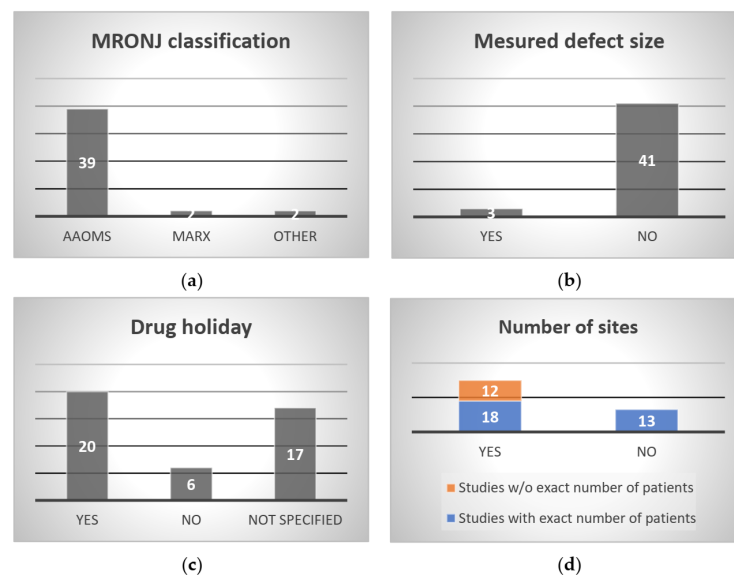 MRONJ classification
39
2
2
AAOMS MARX OTHER
(a)
Mesured defect size
3
41
YES NO
(b)
Drug holiday
20
6
17
YES NO NOT SPECIFIED
(c)
Number of sites
12
18
13
YES NO
Studies w/o exact number of patients
Studies with exact number of patients
(d)